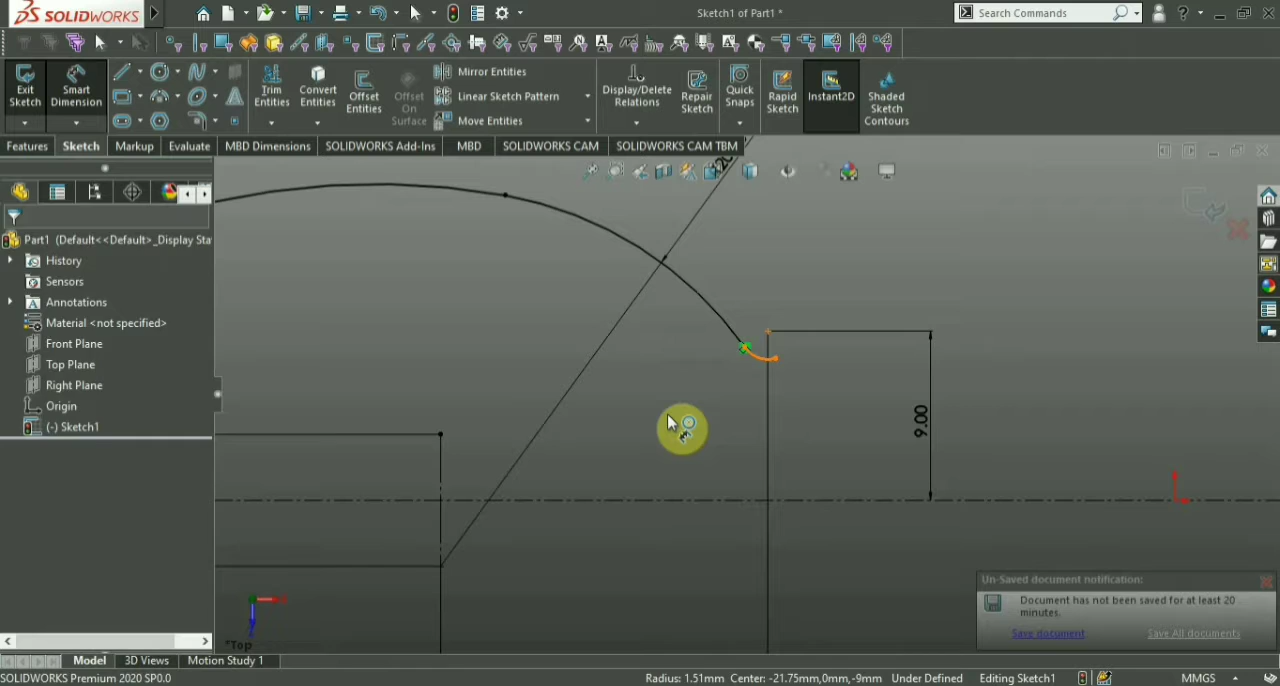 SOLIDWORKS
Sketch1 of Part1 *
Search Commands
Exit Sketch
Smart Dimension
Trim Entities
Convert Entities
Offset Entities
Offset On Surface
Mirror Entities
Linear Sketch Pattern
Move Entities
Display/Delete Relations
Repair Sketch
Quick Snaps
Rapid Sketch
Instant2D
Shaded Sketch Contours
Features
Sketch
Markup
Evaluate
MBD Dimensions
SOLIDWORKS Add-Ins
MBD
SOLIDWORKS CAM
SOLIDWORKS CAM TBM
Part1 (Default<<Default>_Display Sta
History
Sensors
Annotations
Material <not specified>
Front Plane
Top Plane
Right Plane
Origin
(-) Sketch1
9.00
*Top
Un-Saved document notification:
Document has not been saved for at least 20
minutes.
Save document
Save All documents
Model
3D Views
Motion Study 1
SOLIDWORKS Premium 2020 SP0.0
Radius: 1.51mm Center: -21.75mm,0mm,-9mm
Under Defined
Editing Sketch1
MMGS